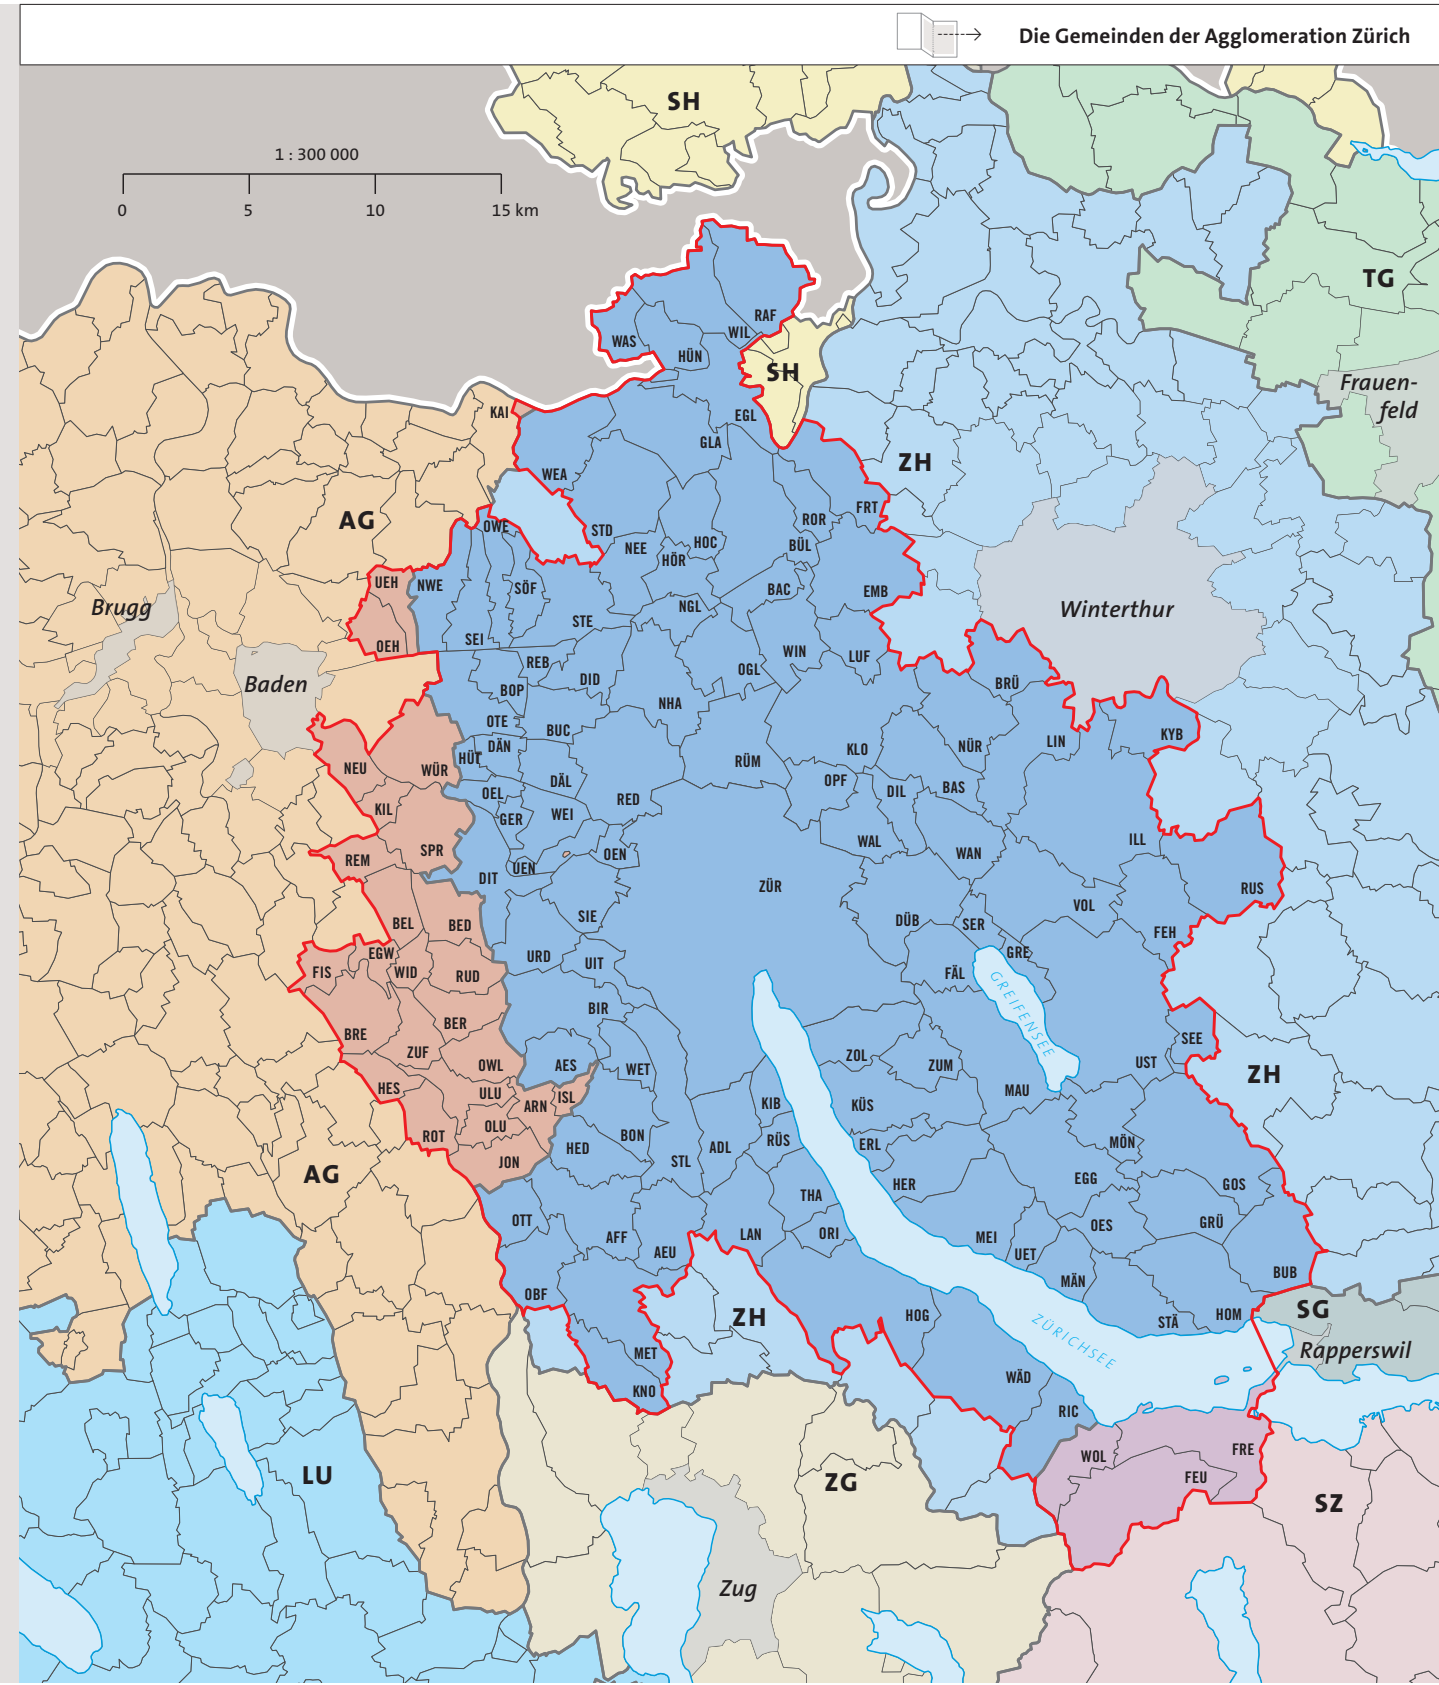 Die Gemeinden der Agglomeration Zürich
SH
1 : 300 000
0 5 10 15 km
TG
RAF
WIL
WAS
HÜN
SH
Frauen-
feld
KAI
EGL
GLA
ZH
WEA
AG
FRT
OWE
STD
ROR
NEE
HOC
HÖR
BÜL
UEH
NWE
SÖF
BAC
EMB
Brugg
NGL
Winterthur
STE
SEI
OEH
WIN
LUF
REB
OGL
Baden
DID
BOP
BRÜ
NHA
OTE
BUC
KYB
DÄN
LIN
HÜT
KLO
NÜR
NEU
WÜR
RÜM
DÄL
OPF
OEL
DIL
BAS
KIL
RED
GER
WEI
SPR
WAL
ILL
REM
OEN
WAN
UEN
DIT
ZÜR
RUS
VOL
SIE
DÜB
BEL
BED
SER
FEH
EGW
URD
GRE
UIT
FIS
WID
RUD
FÄL
GREIFENSEE
BIR
BER
BRE
SEE
ZUF
ZOL
OWL
AES
WET
ZUM
UST
ZH
HES
ULU
ISL
ARN
MAU
KIB
KÜS
OLU
ROT
BON
RÜS
ERL
MÖN
HED
ADL
JON
STL
AG
EGG
HER
GOS
THA
OTT
GRÜ
OES
ORI
LAN
AFF
MEI
AEU
UET
BUB
MÄN
OBF
SG
HOG
HOM
ZH
STÄ
ZÜRICHSEE
Rapperswil
MET
WÄD
KNO
RIC
FRE
WOL
LU
FEU
ZG
SZ
Zug